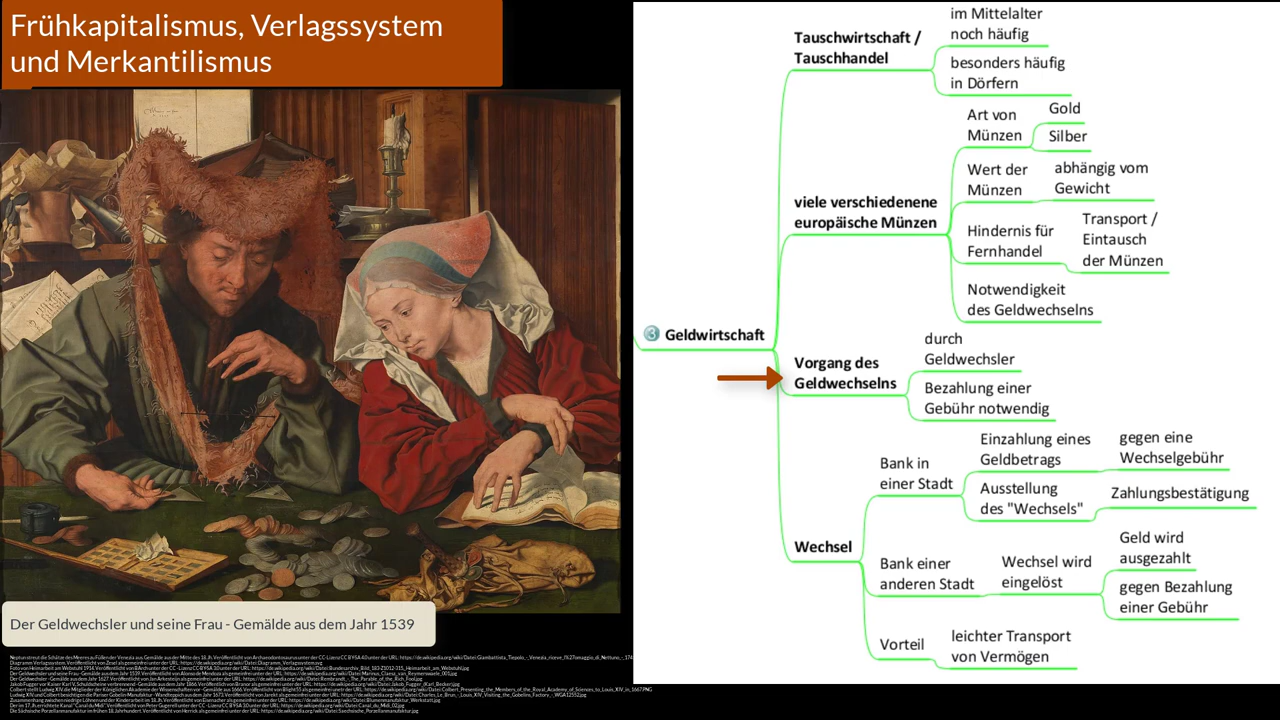 Frühkapitalismus, Verlagssystem
und Merkantilismus
Der Geldwechsler und seine Frau - Gemälde aus dem Jahr 1539
3 Geldwirtschaft
Tauschwirtschaft /
Tauschhandel
im Mittelalter
noch häufig
besonders häufig
in Dörfern
viele verschiedenene
europäische Münzen
Art von
Münzen
Gold
Silber
Wert der
Münzen
abhängig vom
Gewicht
Hindernis für
Fernhandel
Transport /
Eintausch
der Münzen
Notwendigkeit
des Geldwechselns
Vorgang des
Geldwechselns
durch
Geldwechsler
Bezahlung einer
Gebühr notwendig
Wechsel
Bank in
einer Stadt
Einzahlung eines
Geldbetrags
gegen eine
Wechselgebühr
Ausstellung
des "Wechsels"
Zahlungsbestätigung
Bank einer
anderen Stadt
Wechsel wird
eingelöst
Geld wird
ausgezahlt
gegen Bezahlung
einer Gebühr
Vorteil
leichter Transport
von Vermögen